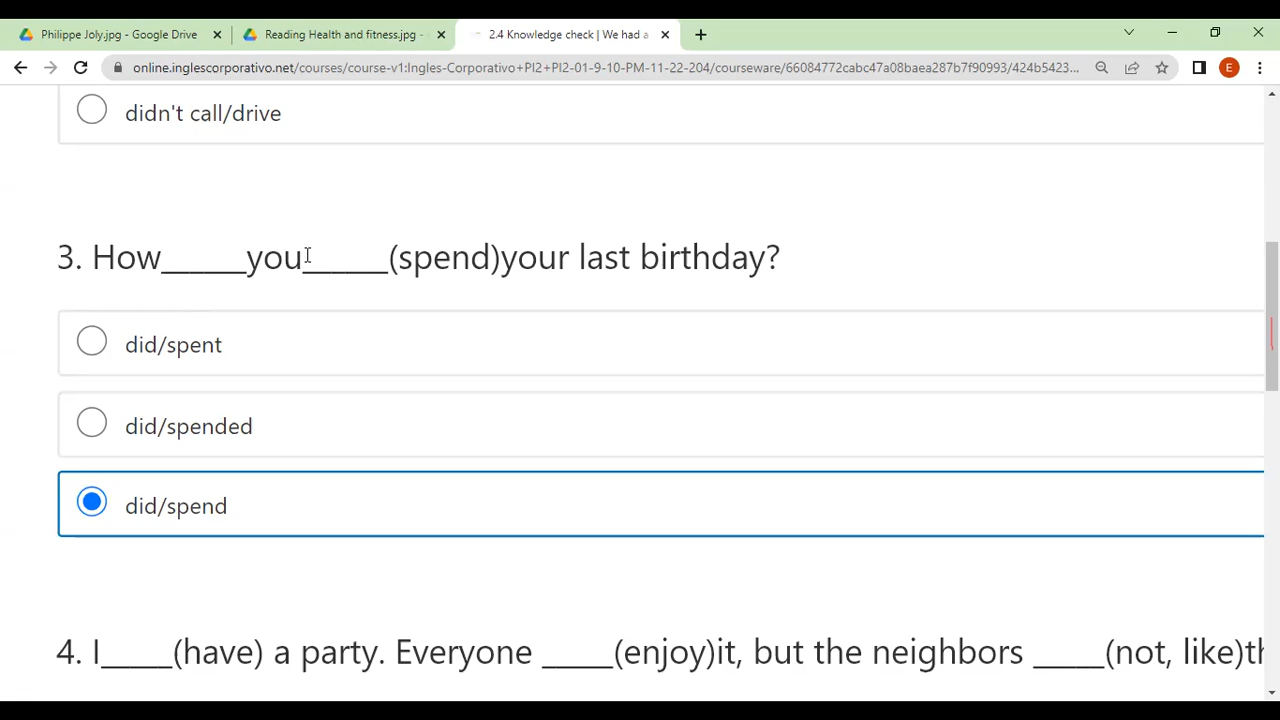 Philippe Joly.jpg - Google Drive
Reading Health and fitness.jpg -
2.4 Knowledge check | We had a
online.inglescorporativo.net/courses/course-v1:Ingles-Corporativo+PI2+PI2-01-9-10-PM-11-22-204/courseware/66084772cabc47a08baea287b7f90993/424b5423...
E
didn't call/drive
3. How______you______(spend)your last birthday?
did/spent
did/spended
did/spend
4. I_____(have) a party. Everyone _____(enjoy)it, but the neighbors _____(not, like)th